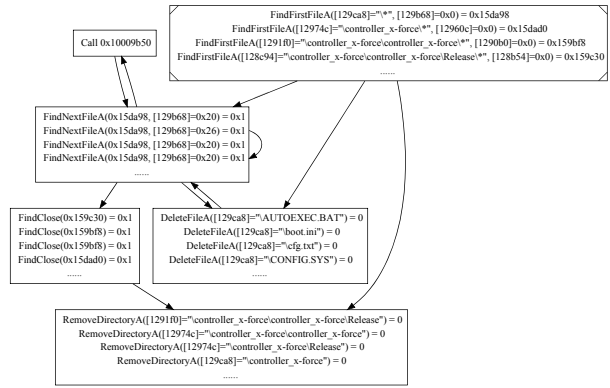 FindFirstFileA([129ca8]="\*", [129b68]=0x0) = 0x15da98
FindFirstFileA([12974c]="\controller_x-force\*", [12960c]=0x0) = 0x15dad0
FindFirstFileA([1291f0]="\controller_x-force\controller_x-force\*", [1290b0]=0x0) = 0x159bf8
FindFirstFileA([128c94]="\controller_x-force\controller_x-force\Release\*", [128b54]=0x0) = 0x159c30
......
Call 0x10009b50
FindNextFileA(0x15da98, [129b68]=0x20) = 0x1
FindNextFileA(0x15da98, [129b68]=0x26) = 0x1
FindNextFileA(0x15da98, [129b68]=0x20) = 0x1
FindNextFileA(0x15da98, [129b68]=0x20) = 0x1
......
FindClose(0x159c30) = 0x1
FindClose(0x159bf8) = 0x1
FindClose(0x159bf8) = 0x1
FindClose(0x15dad0) = 0x1
......
DeleteFileA([129ca8]="\AUTOEXEC.BAT") = 0
DeleteFileA([129ca8]="\boot.ini") = 0
DeleteFileA([129ca8]="\cfg.txt") = 0
DeleteFileA([129ca8]="\CONFIG.SYS") = 0
......
RemoveDirectoryA([1291f0]="\controller_x-force\controller_x-force\Release") = 0
RemoveDirectoryA([12974c]="\controller_x-force\controller_x-force") = 0
RemoveDirectoryA([12974c]="\controller_x-force\Release") = 0
RemoveDirectoryA([129ca8]="\controller_x-force") = 0
......